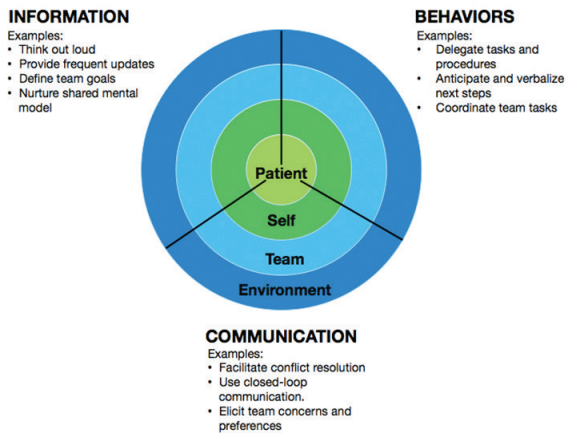 INFORMATION
Examples:
• Think out loud
• Provide frequent updates
• Define team goals
• Nurture shared mental
model
BEHAVIORS
Examples:
• Delegate tasks and
procedures
• Anticipate and verbalize
next steps
• Coordinate team tasks
Patient
Self
Team
Environment
COMMUNICATION
Examples:
• Facilitate conflict resolution
• Use closed-loop
communication.
• Elicit team concerns and
preferences